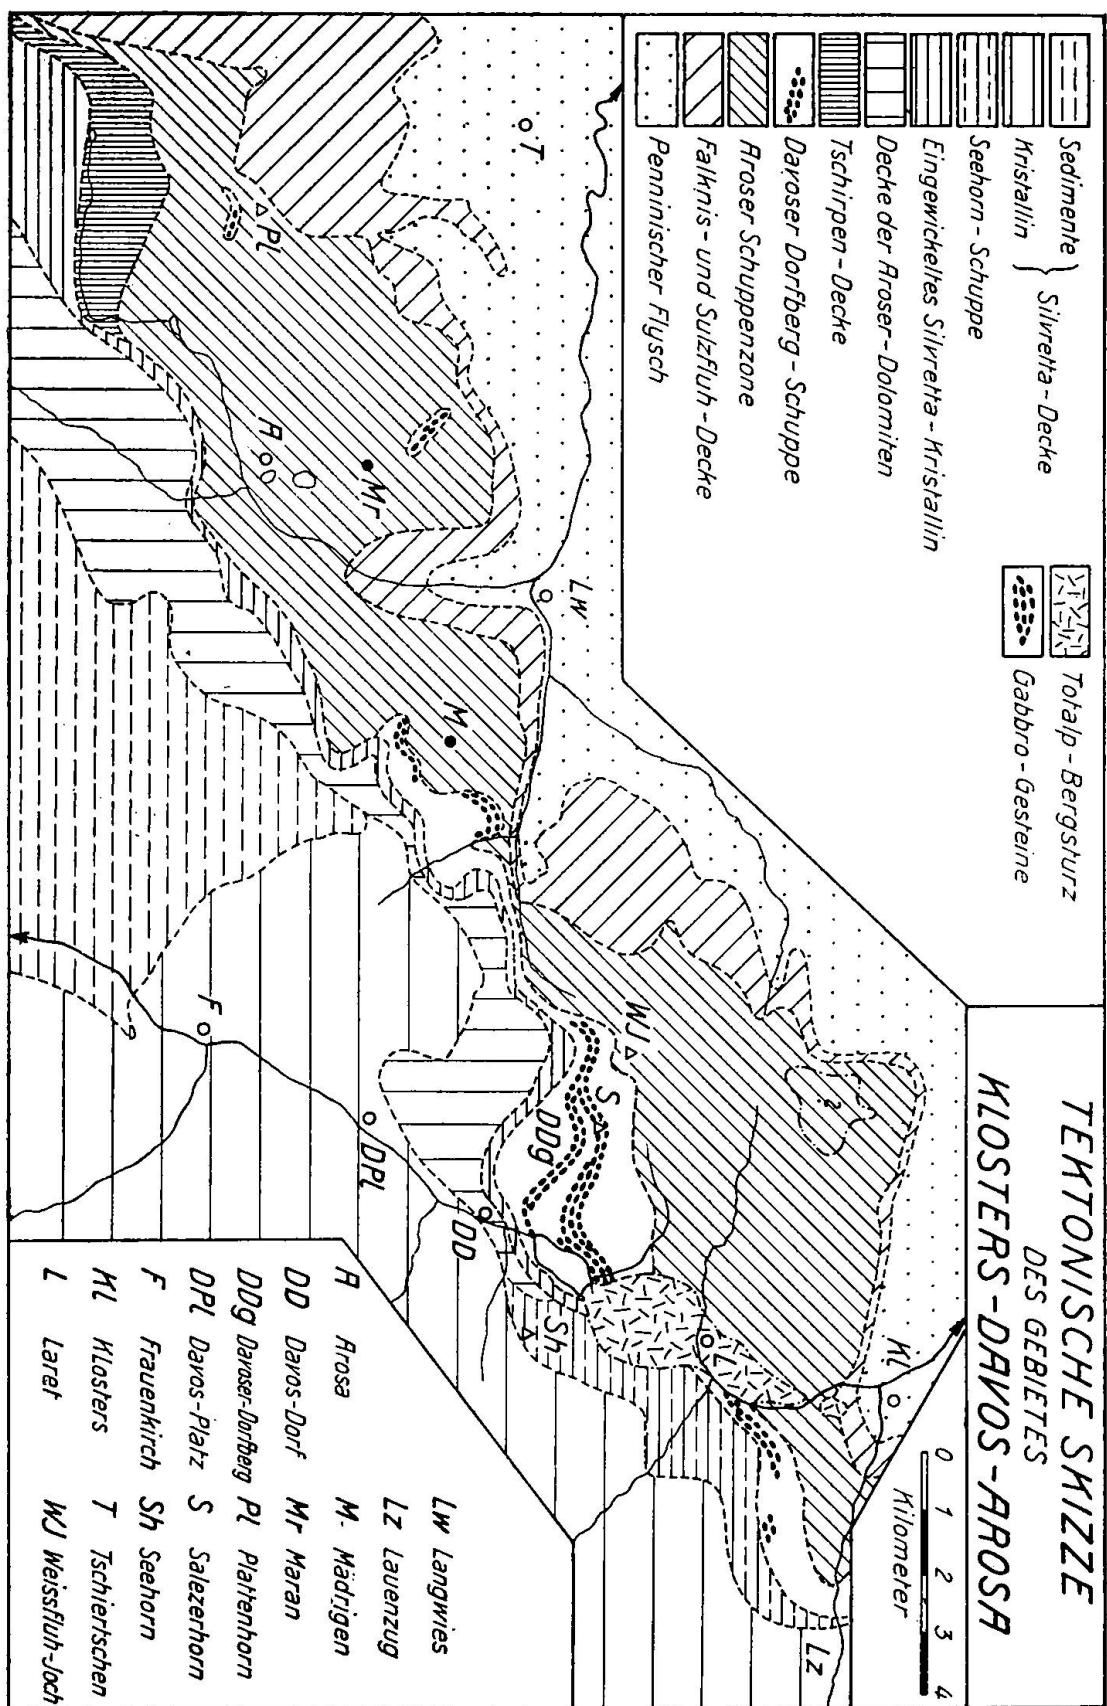 TEKTONISCHE SKIZZE
DES GEBIETES
KLOSTERS-DAVOS-AROSA
0 1 2 3 4
Kilometer
Sedimente
Kristallin
} Silvretta-Decke
Seehorn-Schuppe
Eingewickeltes Silvretta-Kristallin
Decke der Aroser-Dolomiten
Tschirpen-Decke
Davoser Dorfberg-Schuppe
Aroser Schuppenzone
Falknis- und Sulzfluh-Decke
Penninischer Flysch
Totalp-Bergsturz
Gabbro-Gesteine
T
Pl
A
Mr
Lw
M
WJ
S
DDg
?
F
DPl
DD
Sh
L
Kl
Lz
A Arosa
DD Davos-Dorf
DDg Davoser-Dorfberg
DPl Davos-Platz
F Frauenkirch
Kl Klosters
L Laret
Lw Langwies
Lz Lauenzug
M. Mädrigen
Mr Maran
Pl Plattenhorn
S Salezerhorn
Sh Seehorn
T Tschiertschen
WJ Weissfluh-Joch